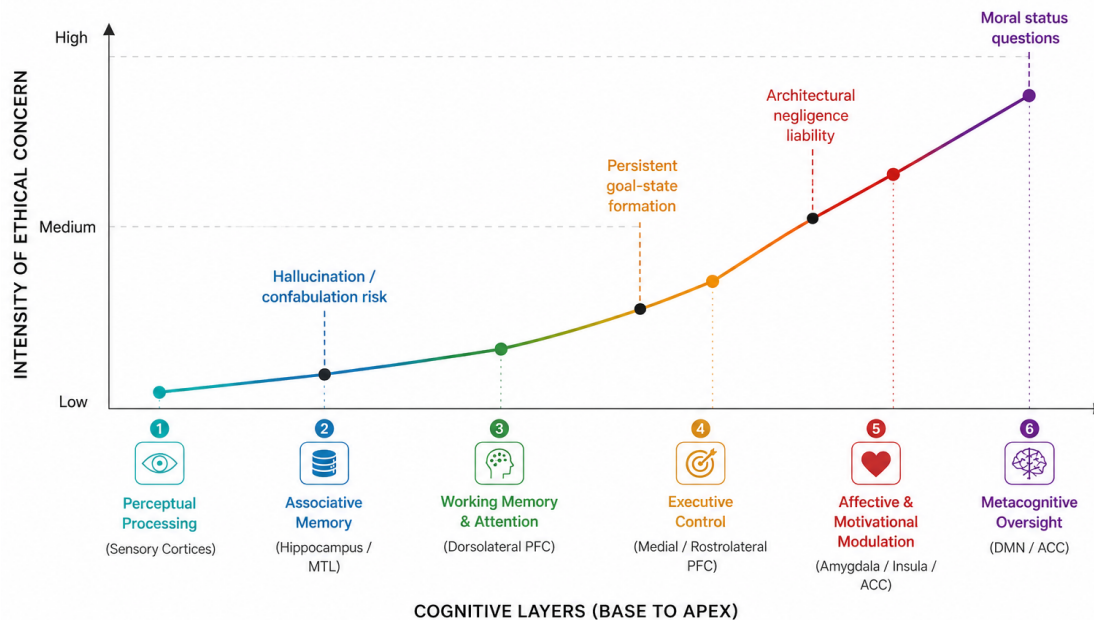 High
Moral status
questions
Architectural
negligence
liability
Persistent
goal-state
formation
Medium
Hallucination /
confabulation risk
Low
INTENSITY OF ETHICAL CONCERN
1
Perceptual
Processing
(Sensory Cortices)
2
Associative
Memory
(Hippocampus /
MTL)
3
Working Memory
& Attention
(Dorsolateral PFC)
4
Executive
Control
(Medial / Rostrolateral
PFC)
5
Affective &
Motivational
Modulation
(Amygdala / Insula /
ACC)
6
Metacognitive
Oversight
(DMN / ACC)
COGNITIVE LAYERS (BASE TO APEX)